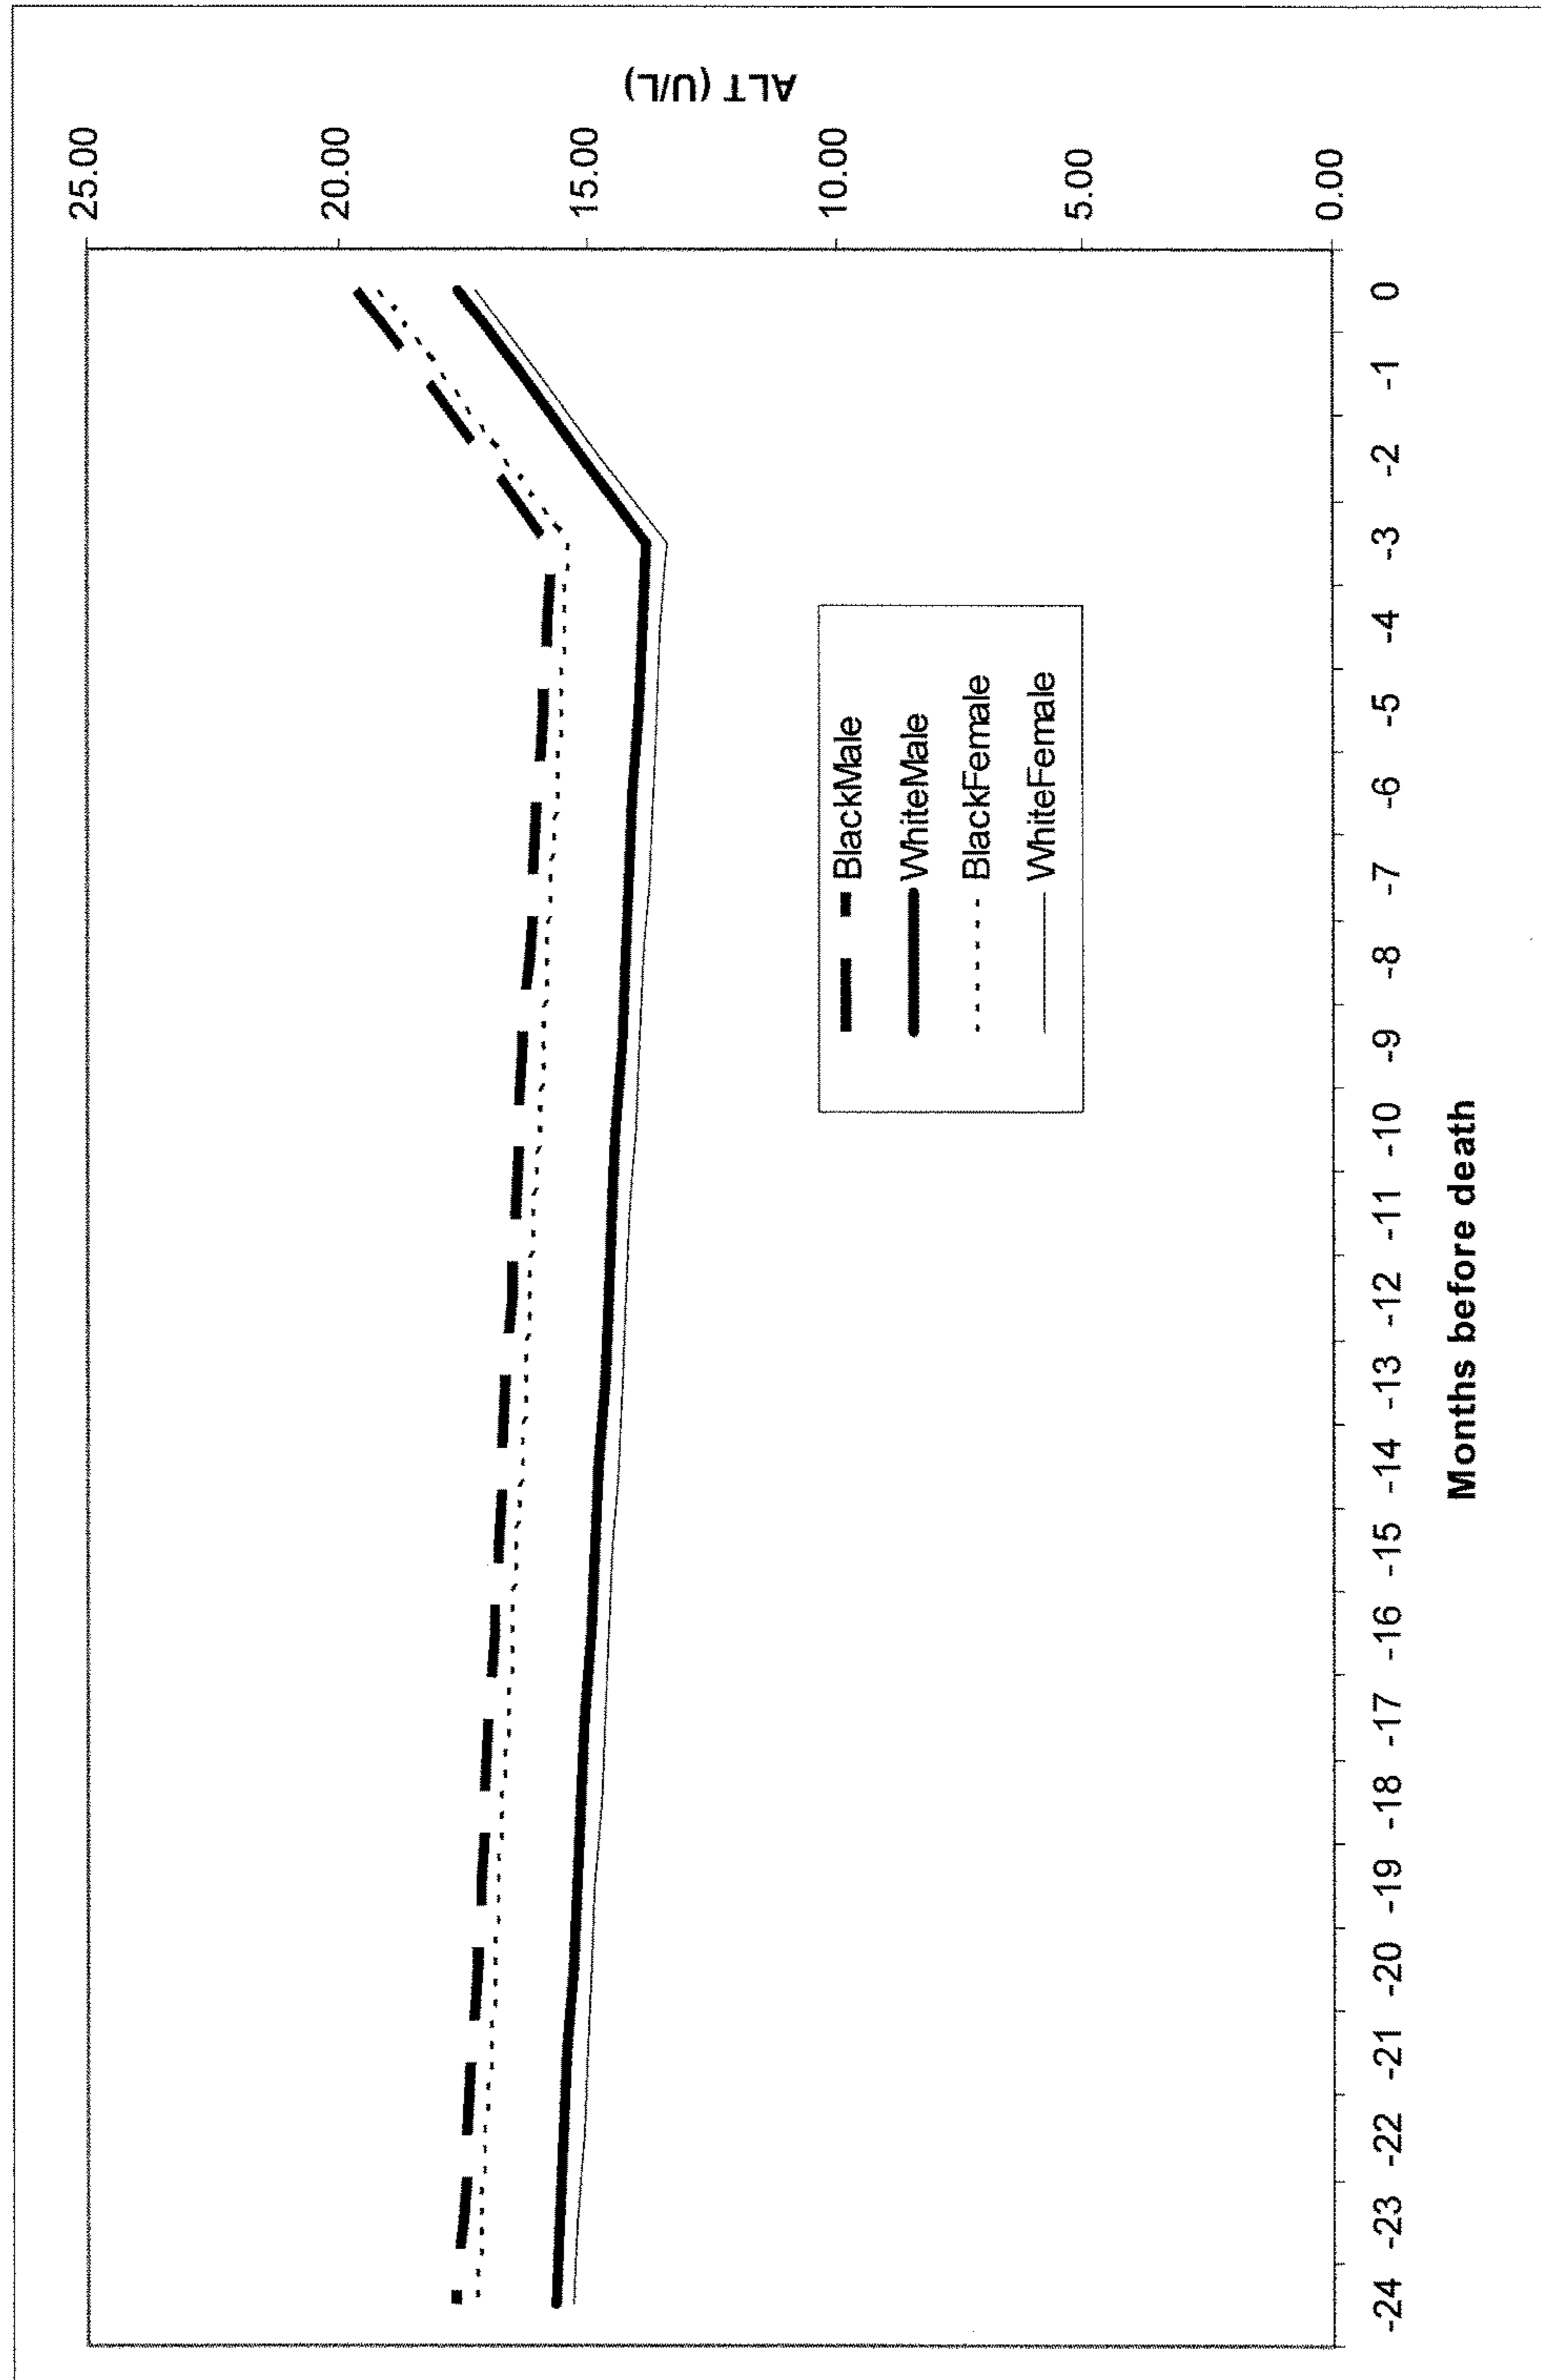 ALT (U/L)
25.00
20.00
15.00
10.00
5.00
0.00
BlackMale
WhiteMale
BlackFemale
WhiteFemale
-24 -23 -22 -21 -20 -19 -18 -17 -16 -15 -14 -13 -12 -11 -10 -9 -8 -7 -6 -5 -4 -3 -2 -1 0
Months before death